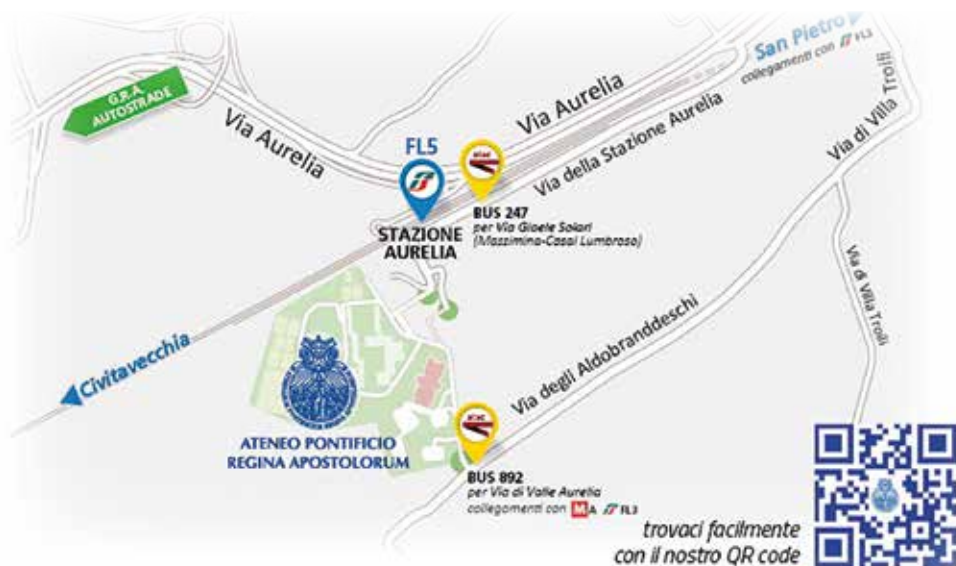 San Pietro
collegamenti con FL3
G.R.A.
AUTOSTRADE
Via Aurelia
Via Aurelia
Via della Stazione Aurelia
Via di Villa Troili
FL5
STAZIONE
AURELIA
BUS 247
per Via Gioele Solari
(Massimina-Casal Lumbroso)
Via di Villa Troili
Civitavecchia
Via degli Aldobranddeschi
ATENEO PONTIFICIO
REGINA APOSTOLORUM
BUS 892
per Via di Valle Aurelia
collegamenti con M A FL3
trovaci facilmente
con il nostro QR code